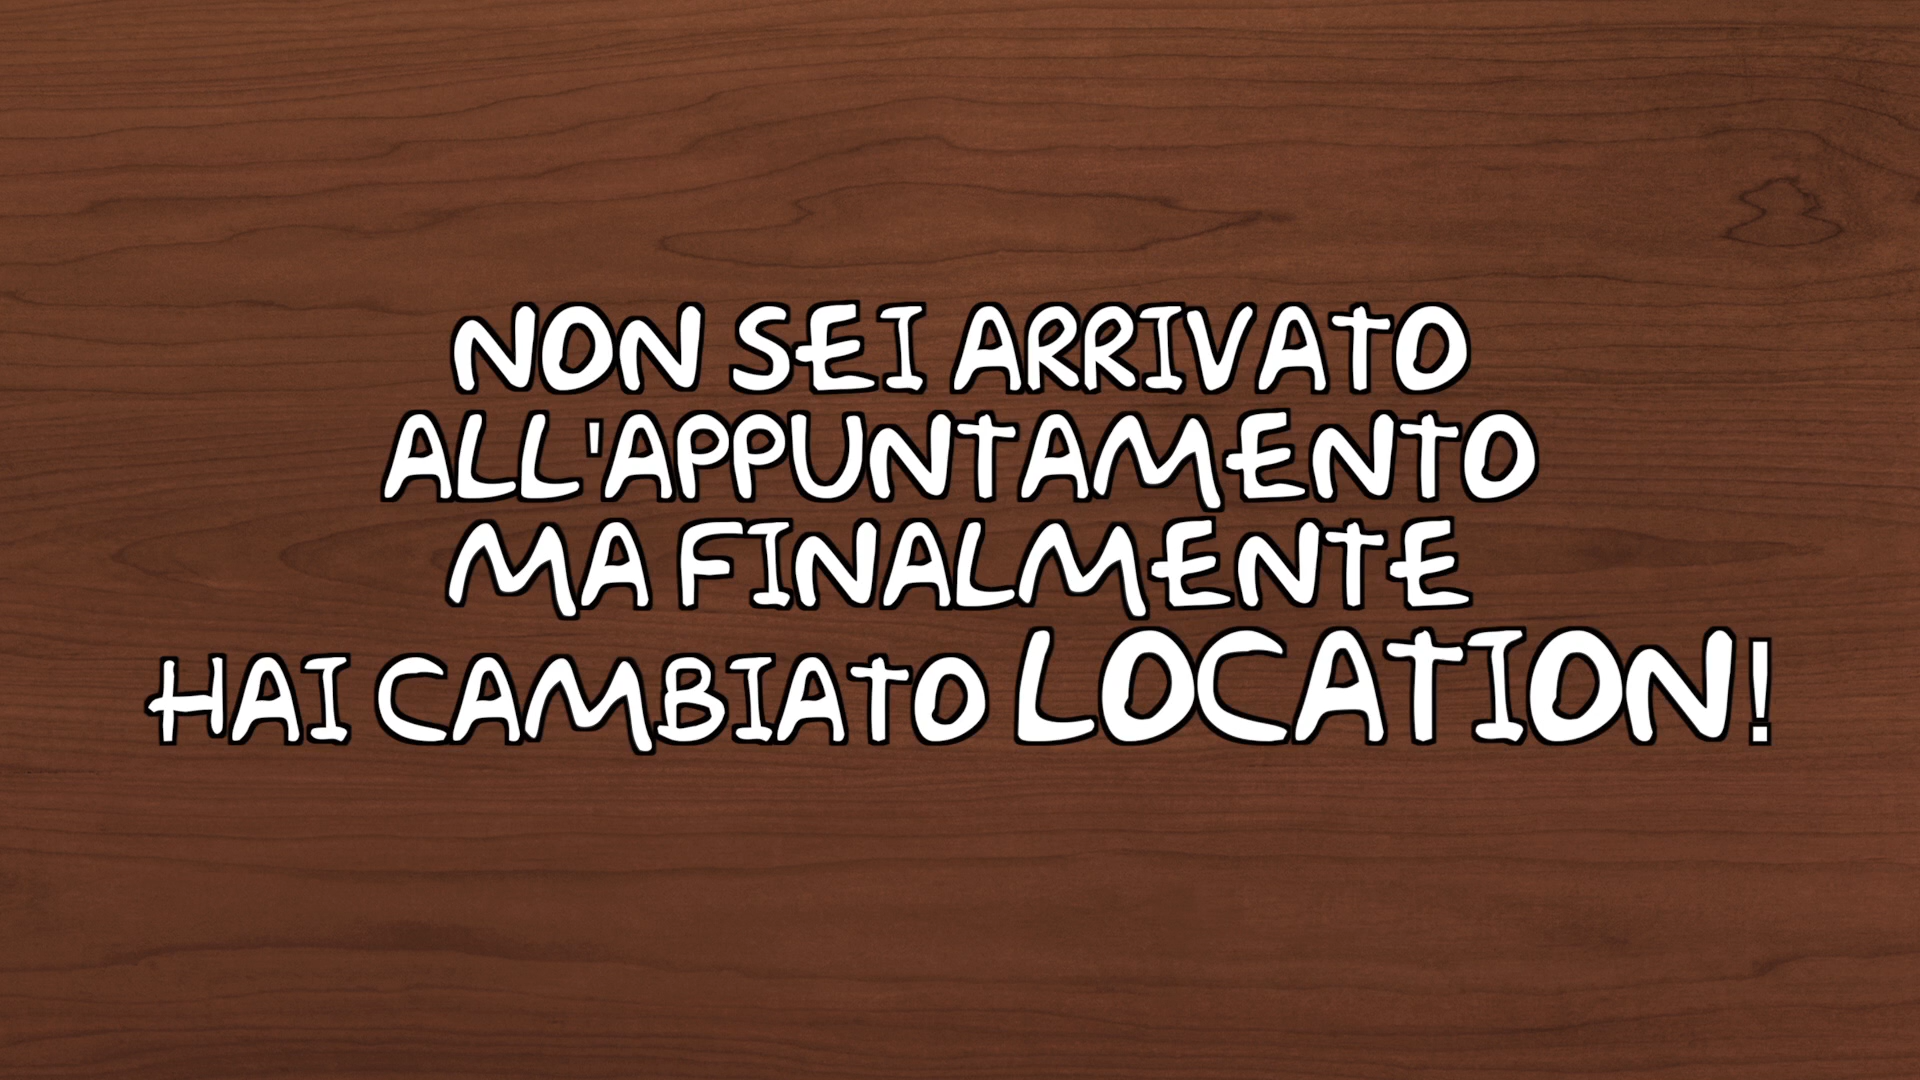 NON SEI ARRIVATO
ALL'APPUNTAMENTO
MA FINALMENTE
HAI CAMBIATO LOCATION!